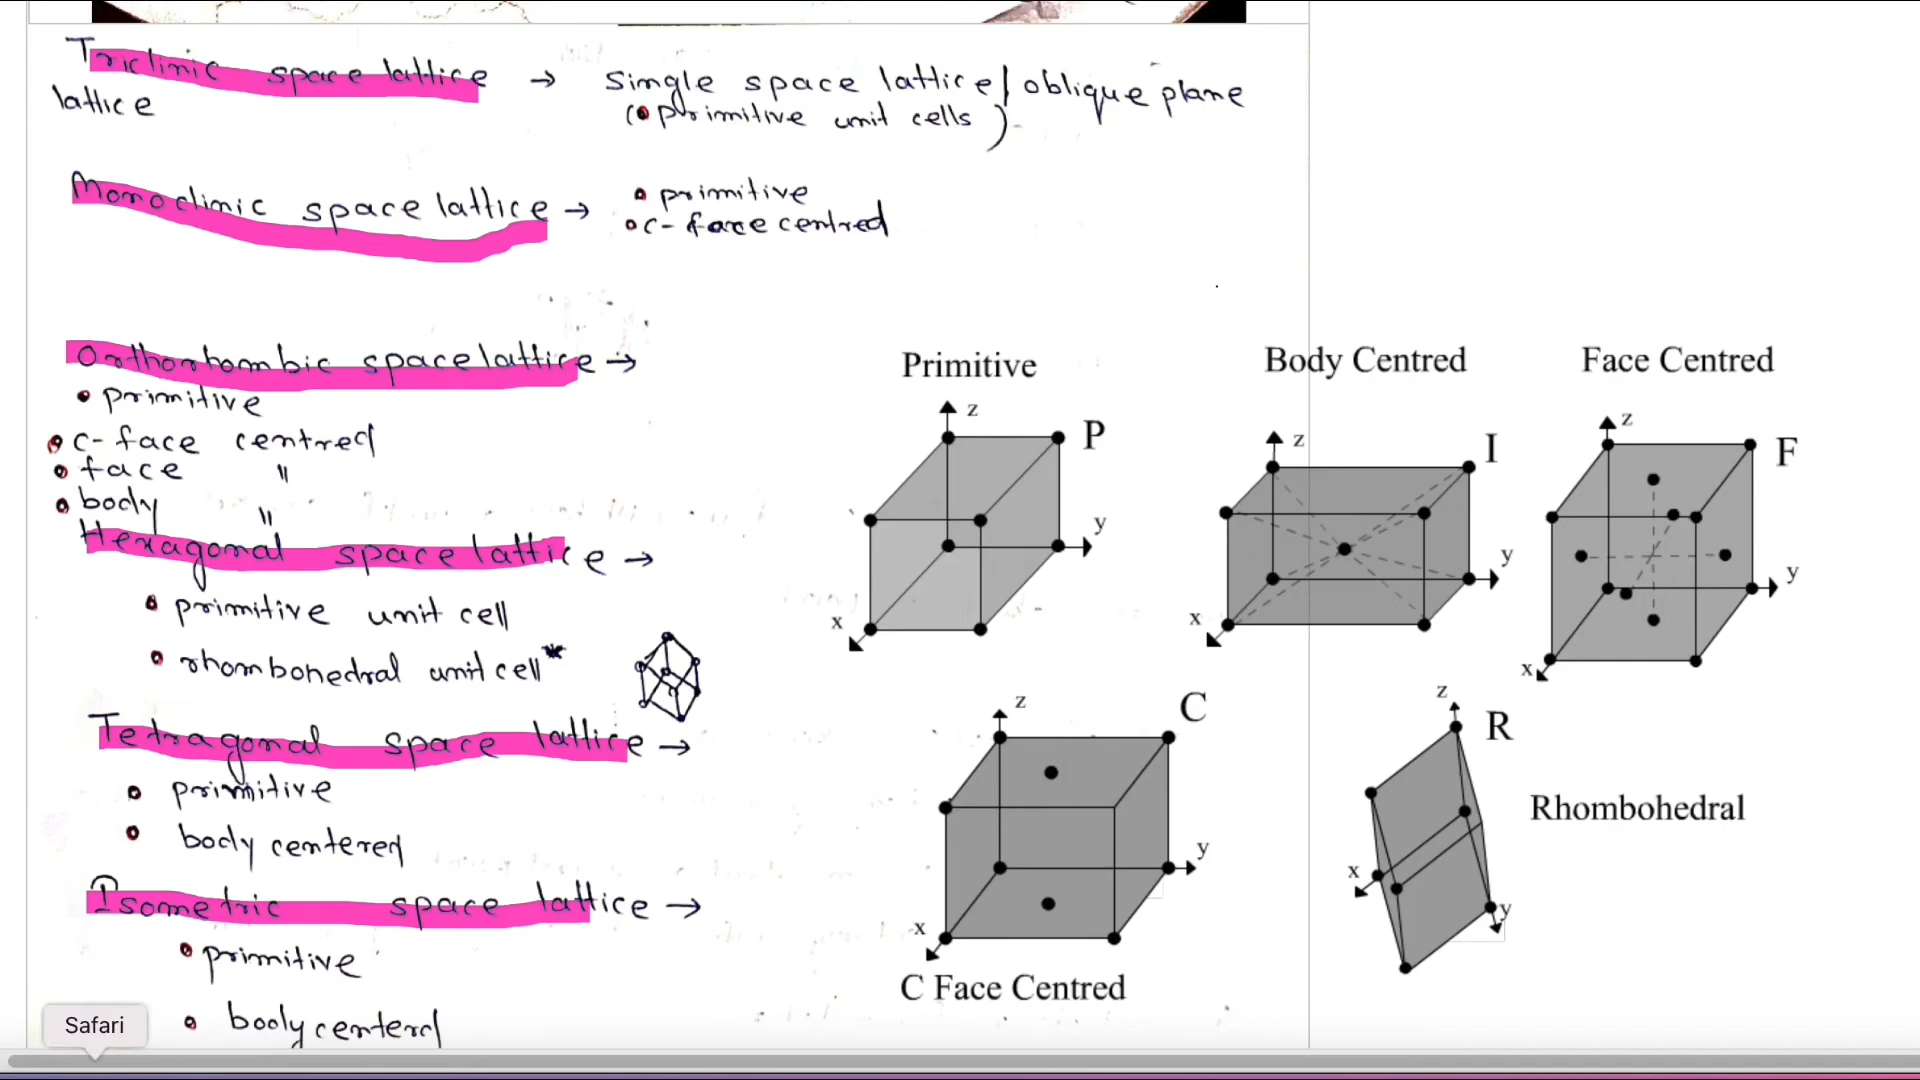 Triclinic space lattice → single space lattice/oblique plane
lattice
(• primitive unit cells)
Monoclinic space lattice → • primitive
• c-face centred
Orthorhombic space lattice →
• primitive
• c-face centred
• face "
• body "
Hexagonal space lattice →
• primitive unit cell
• rhombohedral unit cell*
Tetragonal space lattice →
• primitive
• body centered
Isometric space lattice →
• primitive
• body centerd
Primitive
z
P
y
x
Body Centred
z
I
y
x
Face Centred
z
F
y
x
z
C
y
x
C Face Centred
z
R
x
y
Rhombohedral
Safari